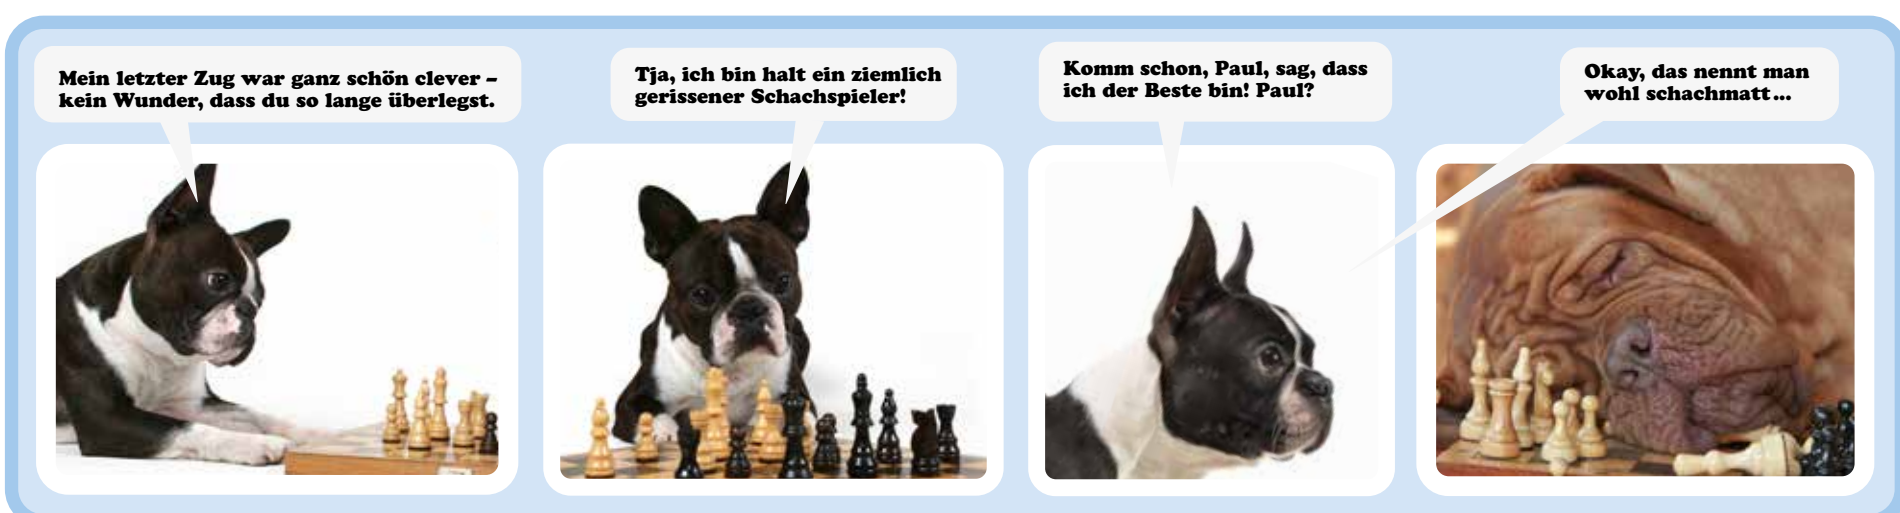 Mein letzter Zug war ganz schön clever –
kein Wunder, dass du so lange überlegst.
Tja, ich bin halt ein ziemlich
gerissener Schachspieler!
Komm schon, Paul, sag, dass
ich der Beste bin! Paul?
Okay, das nennt man
wohl schachmatt ...